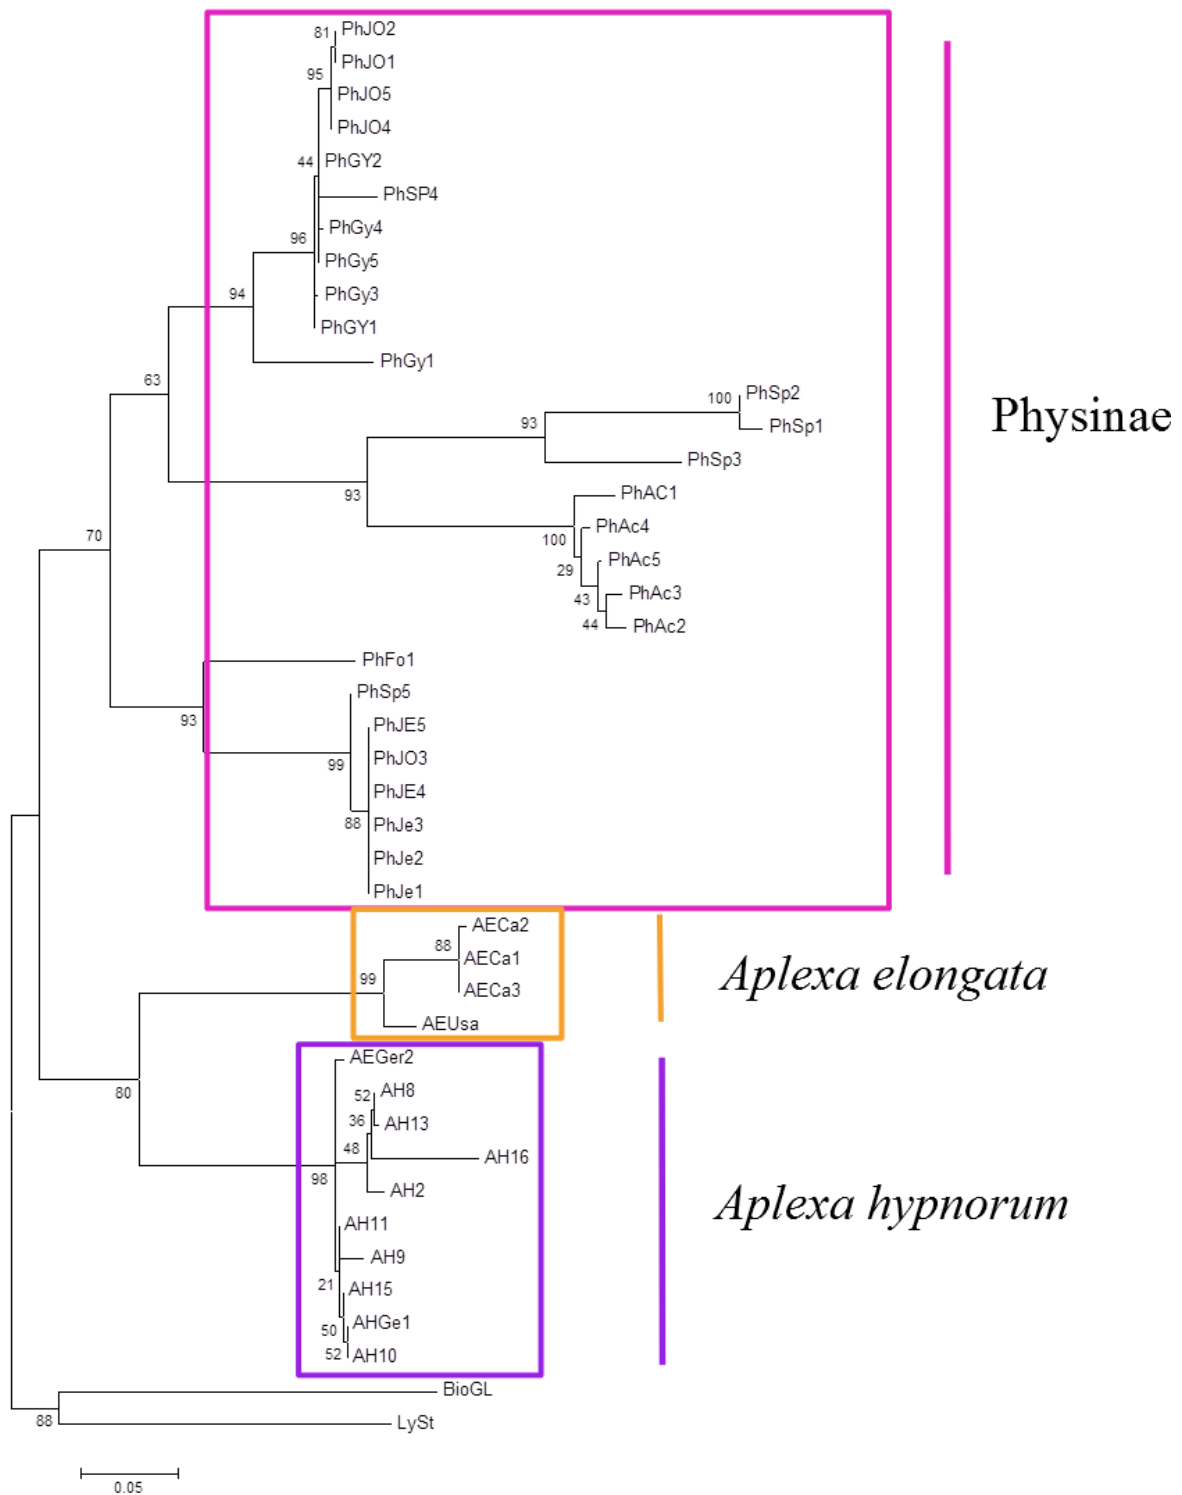 81 PhJO2
PhJO1
95
PhJO5
PhJO4
44 PhGY2
PhSP4
PhGy4
96
PhGy5
94 PhGy3
PhGY1
PhGy1
63
100 PhSp2
93 PhSp1
Physinae
PhSp3
93 PhAC1
PhAc4
70 100
PhAc5
29
PhAc3
43
44 PhAc2
PhFo1
PhSp5
93
PhJE5
PhJO3
99
PhJE4
88 PhJe3
PhJe2
PhJe1
AECa2
88
AECa1
99 Aplexa elongata
AECa3
AEUsa
AEGer2
80 52 AH8
36 AH13
48
AH16
98
AH2
Aplexa hypnorum
AH11
AH9
21 AH15
AHGe1
50
52 AH10
BioGL
88 LySt
0.05